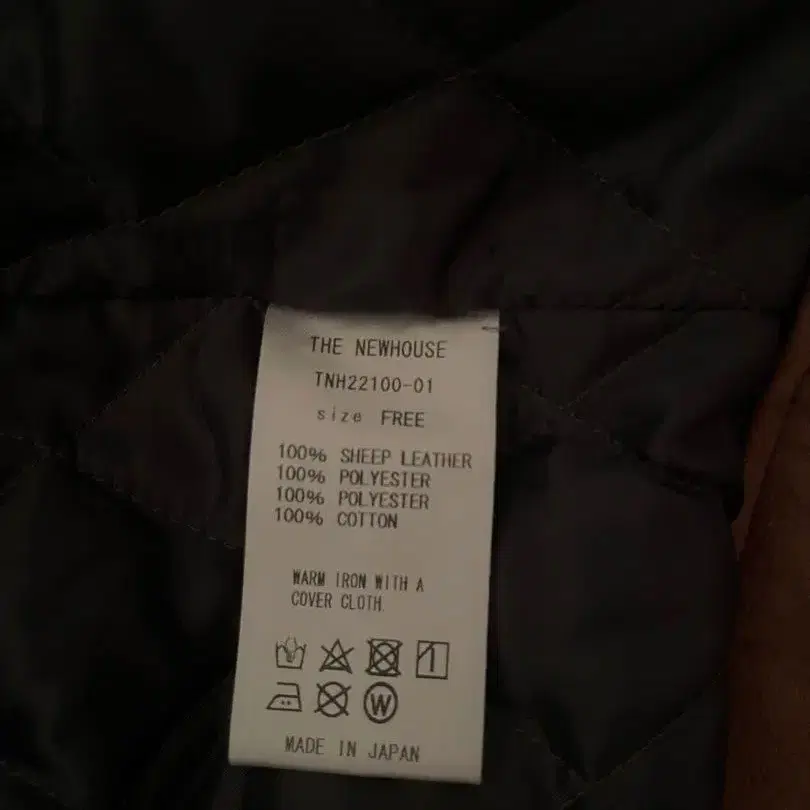 THE NEWHOUSE
TNH22100-01
size FREE
100% SHEEP LEATHER
100% POLYESTER
100% POLYESTER
100% COTTON
WARM IRON WITH A
COVER CLOTH
W
MADE IN JAPAN